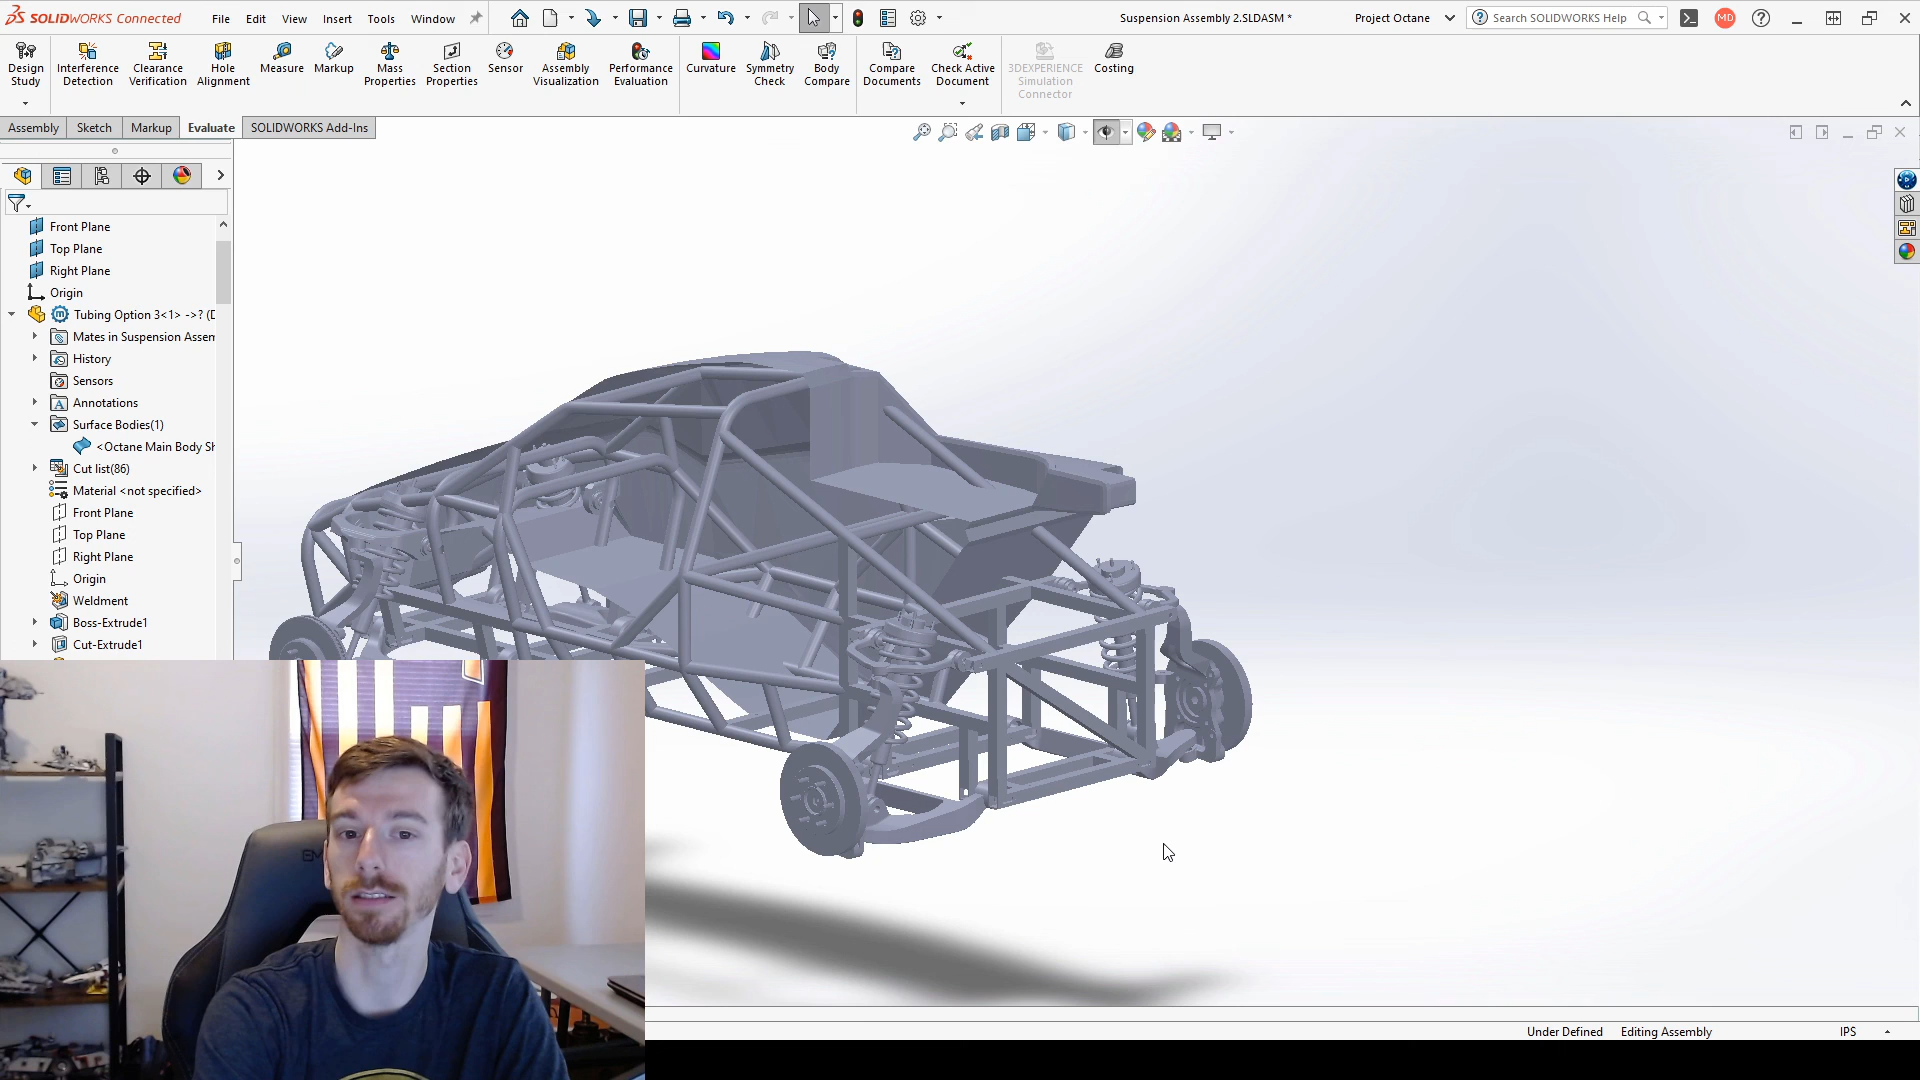 SOLIDWORKS Connected
File Edit View Insert Tools Window
Suspension Assembly 2.SLDASM *
Project Octane
Search SOLIDWORKS Help
MD
Design Study
Interference Detection
Clearance Verification
Hole Alignment
Measure
Markup
Mass Properties
Section Properties
Sensor
Assembly Visualization
Performance Evaluation
Curvature
Symmetry Check
Body Compare
Compare Documents
Check Active Document
3DEXPERIENCE Simulation Connector
Costing
Assembly Sketch Markup Evaluate SOLIDWORKS Add-Ins
Front Plane
Top Plane
Right Plane
Origin
Tubing Option 3<1> ->? (D
Mates in Suspension Assem
History
Sensors
Annotations
Surface Bodies(1)
<Octane Main Body Sh
Cut list(86)
Material <not specified>
Front Plane
Top Plane
Right Plane
Origin
Weldment
Boss-Extrude1
Cut-Extrude1
Under Defined Editing Assembly IPS